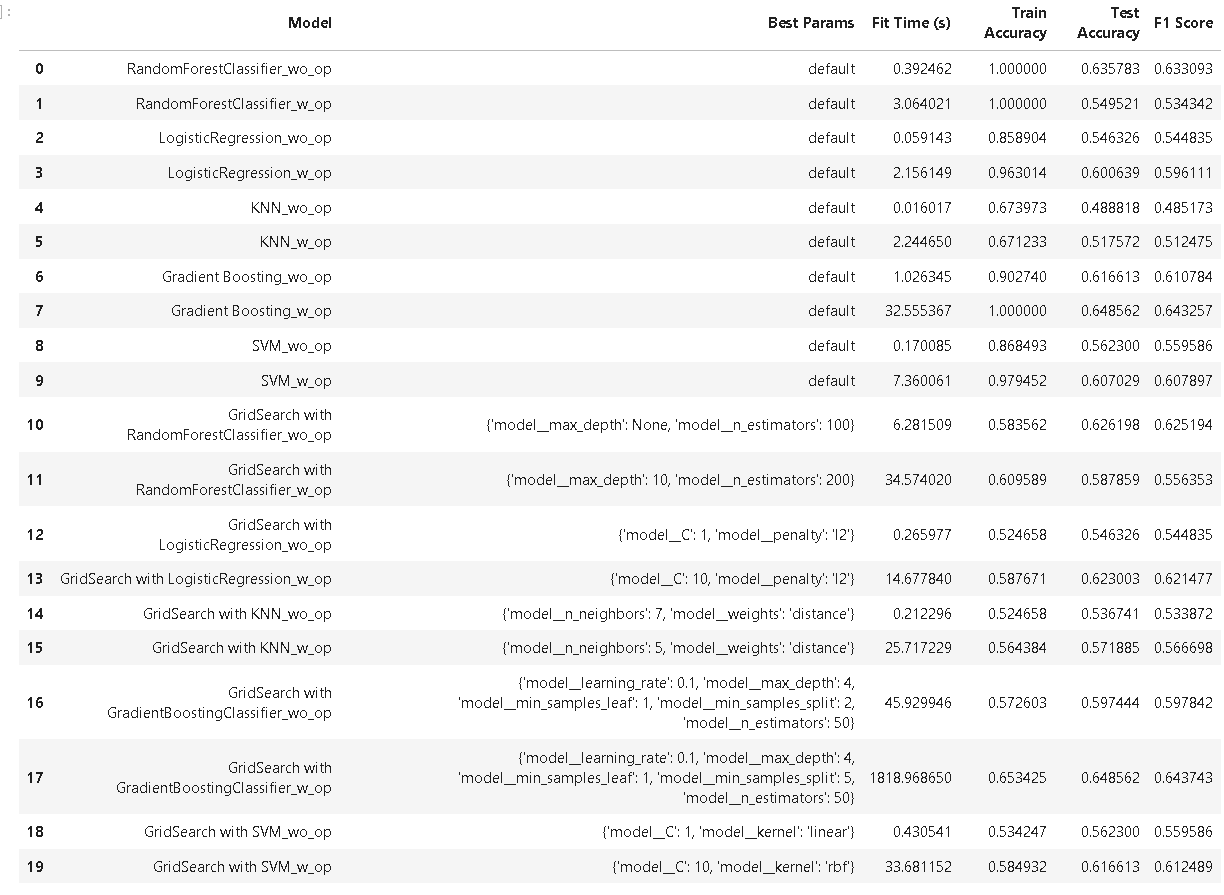 ]:
Model Best Params Fit Time (s) Train Accuracy Test Accuracy F1 Score
0 RandomForestClassifier_wo_op default 0.392462 1.000000 0.635783 0.633093
1 RandomForestClassifier_w_op default 3.064021 1.000000 0.549521 0.534342
2 LogisticRegression_wo_op default 0.059143 0.858904 0.546326 0.544835
3 LogisticRegression_w_op default 2.156149 0.963014 0.600639 0.596111
4 KNN_wo_op default 0.016017 0.673973 0.488818 0.485173
5 KNN_w_op default 2.244650 0.671233 0.517572 0.512475
6 Gradient Boosting_wo_op default 1.026345 0.902740 0.616613 0.610784
7 Gradient Boosting_w_op default 32.555367 1.000000 0.648562 0.643257
8 SVM_wo_op default 0.170085 0.868493 0.562300 0.559586
9 SVM_w_op default 7.360061 0.979452 0.607029 0.607897
10 GridSearch with RandomForestClassifier_wo_op {'model__max_depth': None, 'model__n_estimators': 100} 6.281509 0.583562 0.626198 0.625194
11 GridSearch with RandomForestClassifier_w_op {'model__max_depth': 10, 'model__n_estimators': 200} 34.574020 0.609589 0.587859 0.556353
12 GridSearch with LogisticRegression_wo_op {'model__C': 1, 'model__penalty': 'l2'} 0.265977 0.524658 0.546326 0.544835
13 GridSearch with LogisticRegression_w_op {'model__C': 10, 'model__penalty': 'l2'} 14.677840 0.587671 0.623003 0.621477
14 GridSearch with KNN_wo_op {'model__n_neighbors': 7, 'model__weights': 'distance'} 0.212296 0.524658 0.536741 0.533872
15 GridSearch with KNN_w_op {'model__n_neighbors': 5, 'model__weights': 'distance'} 25.717229 0.564384 0.571885 0.566698
16 GridSearch with GradientBoostingClassifier_wo_op {'model__learning_rate': 0.1, 'model__max_depth': 4, 'model__min_samples_leaf': 1, 'model__min_samples_split': 2, 'model__n_estimators': 50} 45.929946 0.572603 0.597444 0.597842
17 GridSearch with GradientBoostingClassifier_w_op {'model__learning_rate': 0.1, 'model__max_depth': 4, 'model__min_samples_leaf': 1, 'model__min_samples_split': 5, 'model__n_estimators': 50} 1818.968650 0.653425 0.648562 0.643743
18 GridSearch with SVM_wo_op {'model__C': 1, 'model__kernel': 'linear'} 0.430541 0.534247 0.562300 0.559586
19 GridSearch with SVM_w_op {'model__C': 10, 'model__kernel': 'rbf'} 33.681152 0.584932 0.616613 0.612489